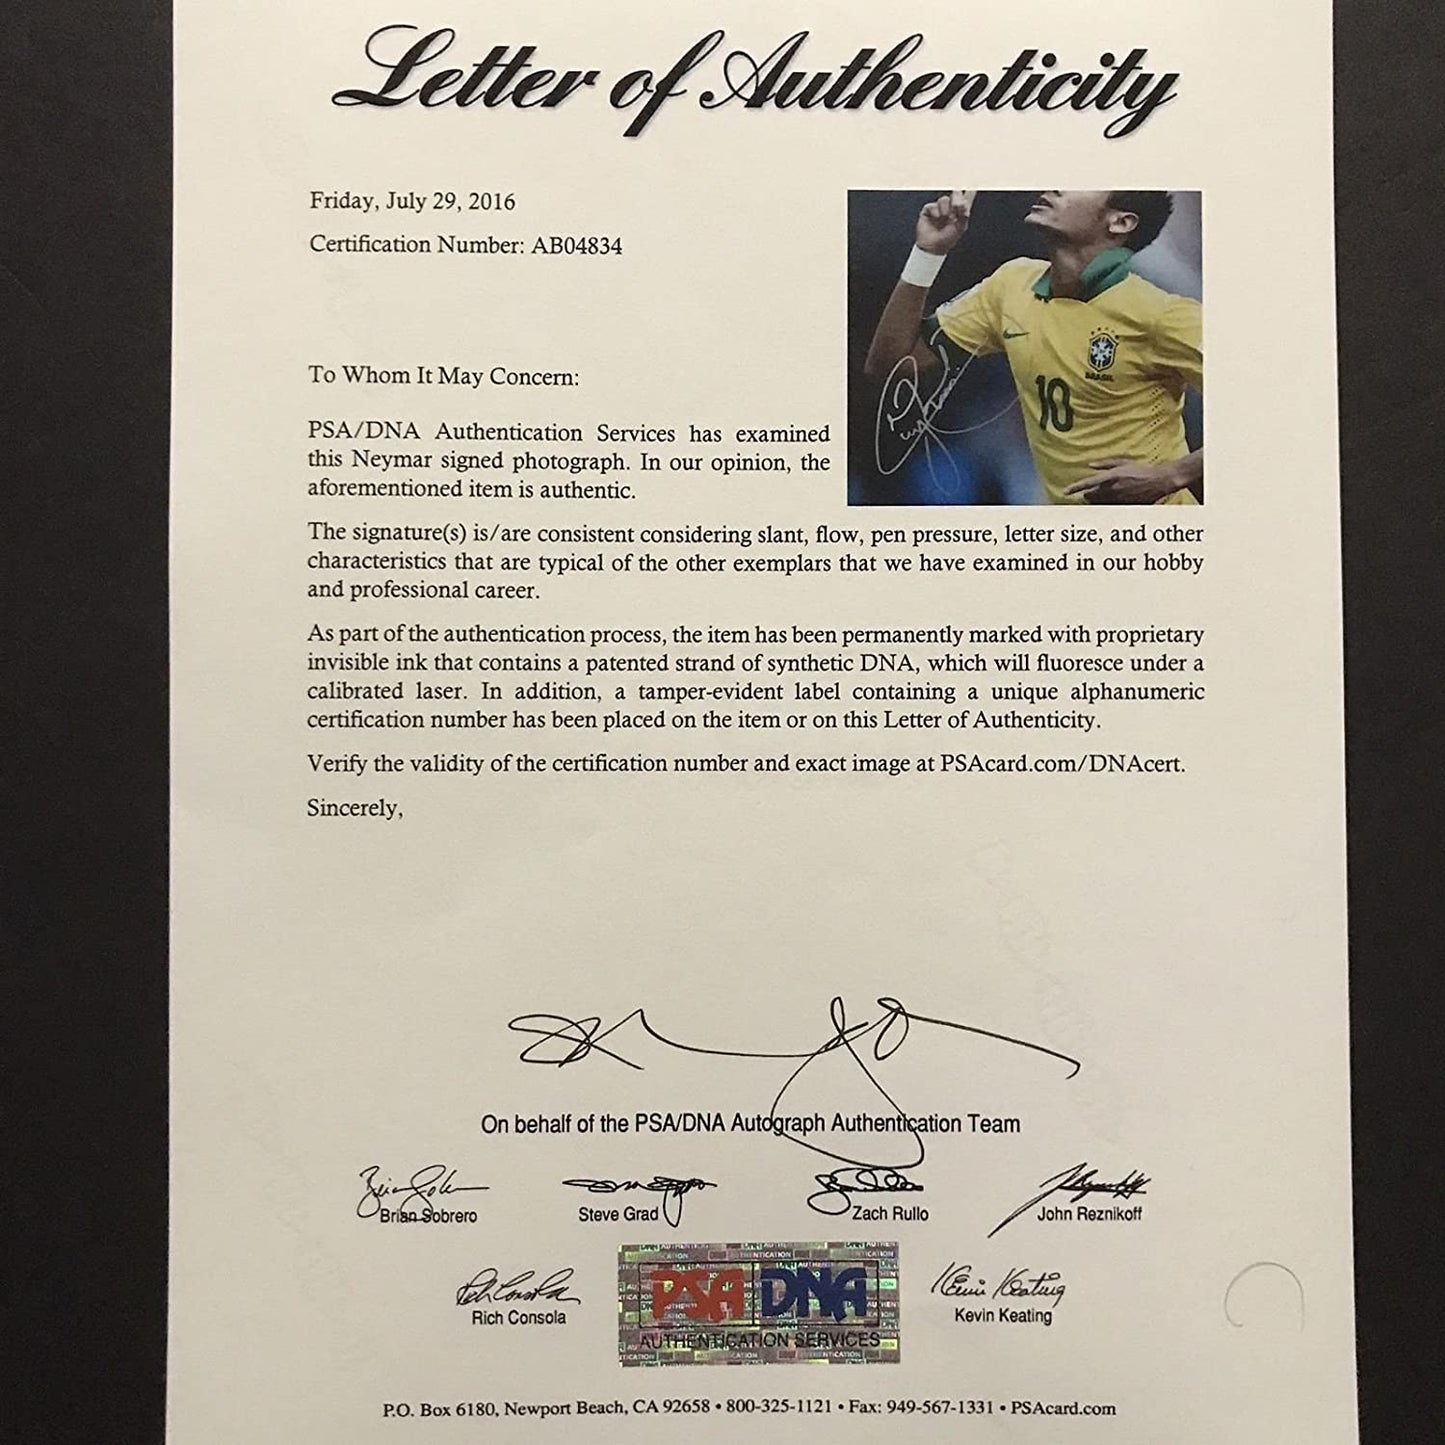 Letter of Authenticity
Friday, July 29, 2016
Certification Number: AB04834
BRASIL
10
To Whom It May Concern:
PSA/DNA Authentication Services has examined
this Neymar signed photograph. In our opinion, the
aforementioned item is authentic.
The signature(s) is/are consistent considering slant, flow, pen pressure, letter size, and other
characteristics that are typical of the other exemplars that we have examined in our hobby
and professional career.
As part of the authentication process, the item has been permanently marked with proprietary
invisible ink that contains a patented strand of synthetic DNA, which will fluoresce under a
calibrated laser. In addition, a tamper-evident label containing a unique alphanumeric
certification number has been placed on the item or on this Letter of Authenticity.
Verify the validity of the certification number and exact image at PSAcard.com/DNAcert.
Sincerely,
On behalf of the PSA/DNA Autograph Authentication Team
Brian Sobrero Steve Grad Zach Rullo John Reznikoff
Rich Consola
Kevin Keating
Rich Consola PSA DNA Kevin Keating
AUTHENTICATION SERVICES
P.O. Box 6180, Newport Beach, CA 92658 • 800-325-1121 • Fax: 949-567-1331 • PSAcard.com